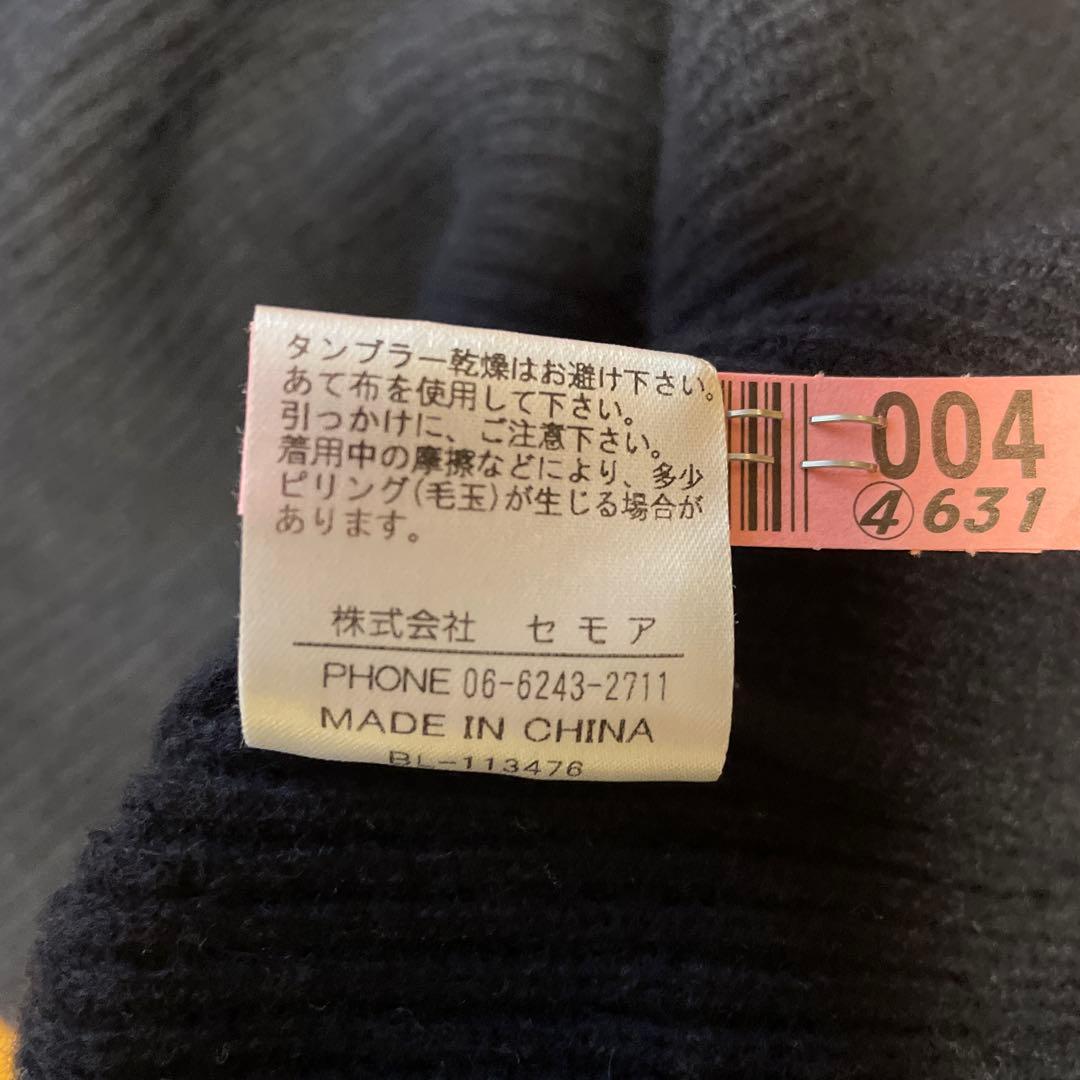 タンブラー乾燥はお避け下さい。
あて布を使用して下さい。
引っかけに、ご注意下さい。
着用中の摩擦などにより、多少
ピリング(毛玉)が生じる場合が
あります。
株式会社 セモア
PHONE 06-6243-2711
MADE IN CHINA
BL-113476
004
④631